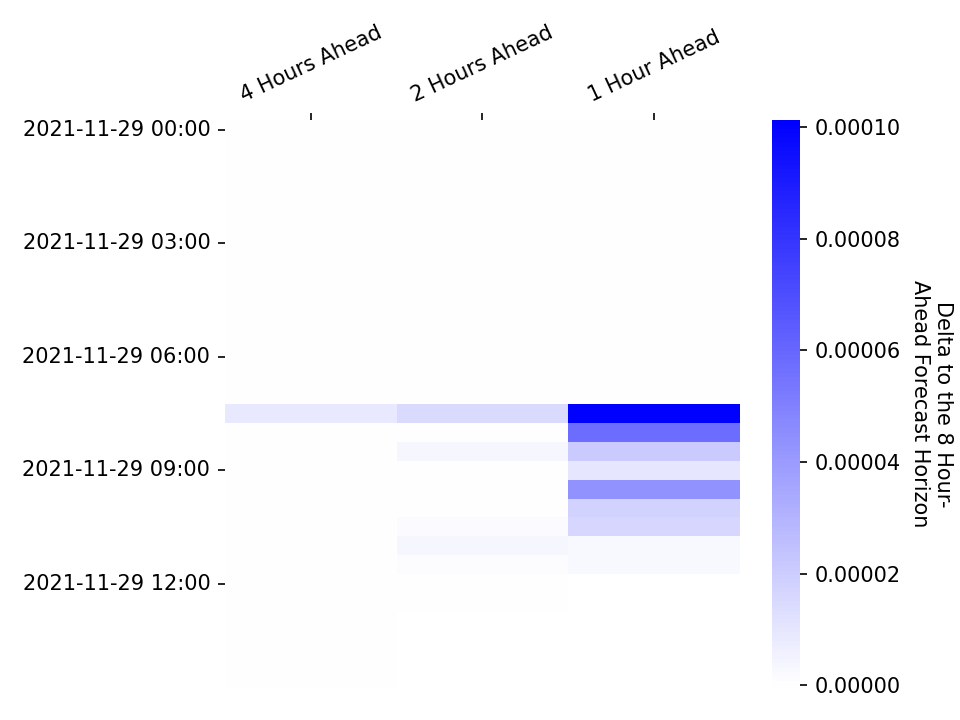 4 Hours Ahead
2 Hours Ahead
1 Hour Ahead
2021-11-29 00:00
2021-11-29 03:00
2021-11-29 06:00
2021-11-29 09:00
2021-11-29 12:00
0.00010
0.00008
0.00006
0.00004
0.00002
0.00000
Delta to the 8 Hour-
Ahead Forecast Horizon